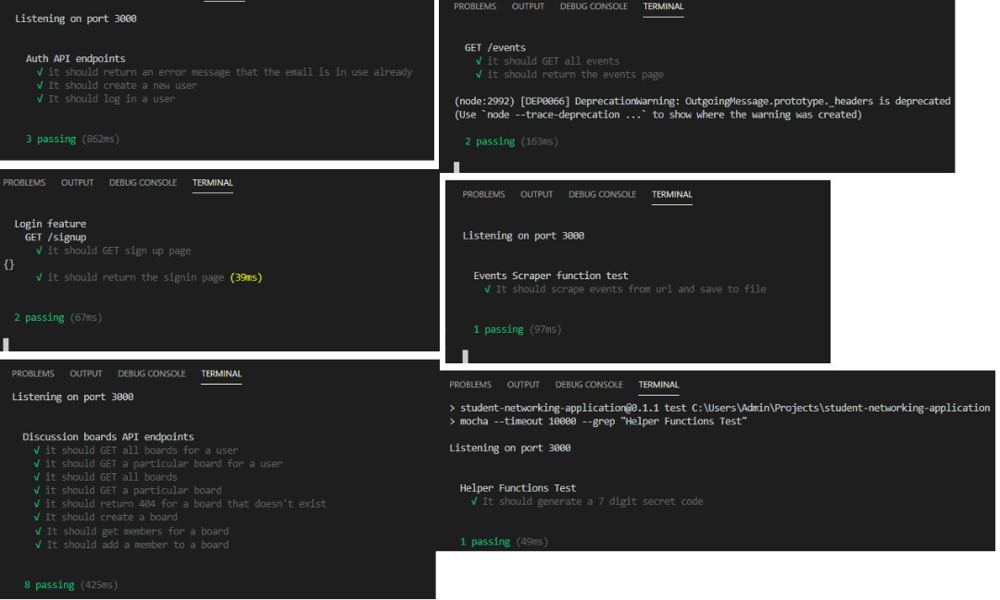 Listening on port 3000
Auth API endpoints
√ it should return an error message that the email is in use already
√ It should create a new user
√ It should log in a user
3 passing (862ms)
PROBLEMS OUTPUT DEBUG CONSOLE TERMINAL
GET /events
√ it should GET all events
√ it should return the events page
(node:2992) [DEP0066] DeprecationWarning: OutgoingMessage.prototype._headers is deprecated
(Use `node --trace-deprecation ...` to show where the warning was created)
2 passing (163ms)
PROBLEMS OUTPUT DEBUG CONSOLE TERMINAL
Login feature
GET /signup
√ it should GET sign up page
{}
√ it should return the signin page (39ms)
2 passing (67ms)
PROBLEMS OUTPUT DEBUG CONSOLE TERMINAL
Listening on port 3000
Events Scraper function test
√ It should scrape events from url and save to file
1 passing (97ms)
PROBLEMS OUTPUT DEBUG CONSOLE TERMINAL
Listening on port 3000
Discussion boards API endpoints
√ it should GET all boards for a user
√ it should GET a particular board for a user
√ it should GET all boards
√ it should GET a particular board
√ it should return 404 for a board that doesn't exist
√ It should create a board
√ It should get members for a board
√ It should add a member to a board
8 passing (425ms)
PROBLEMS OUTPUT DEBUG CONSOLE TERMINAL
> student-networking-application@0.1.1 test C:\Users\Admin\Projects\student-networking-application
> mocha --timeout 10000 --grep "Helper Functions Test"
Listening on port 3000
Helper Functions Test
√ It should generate a 7 digit secret code
1 passing (49ms)